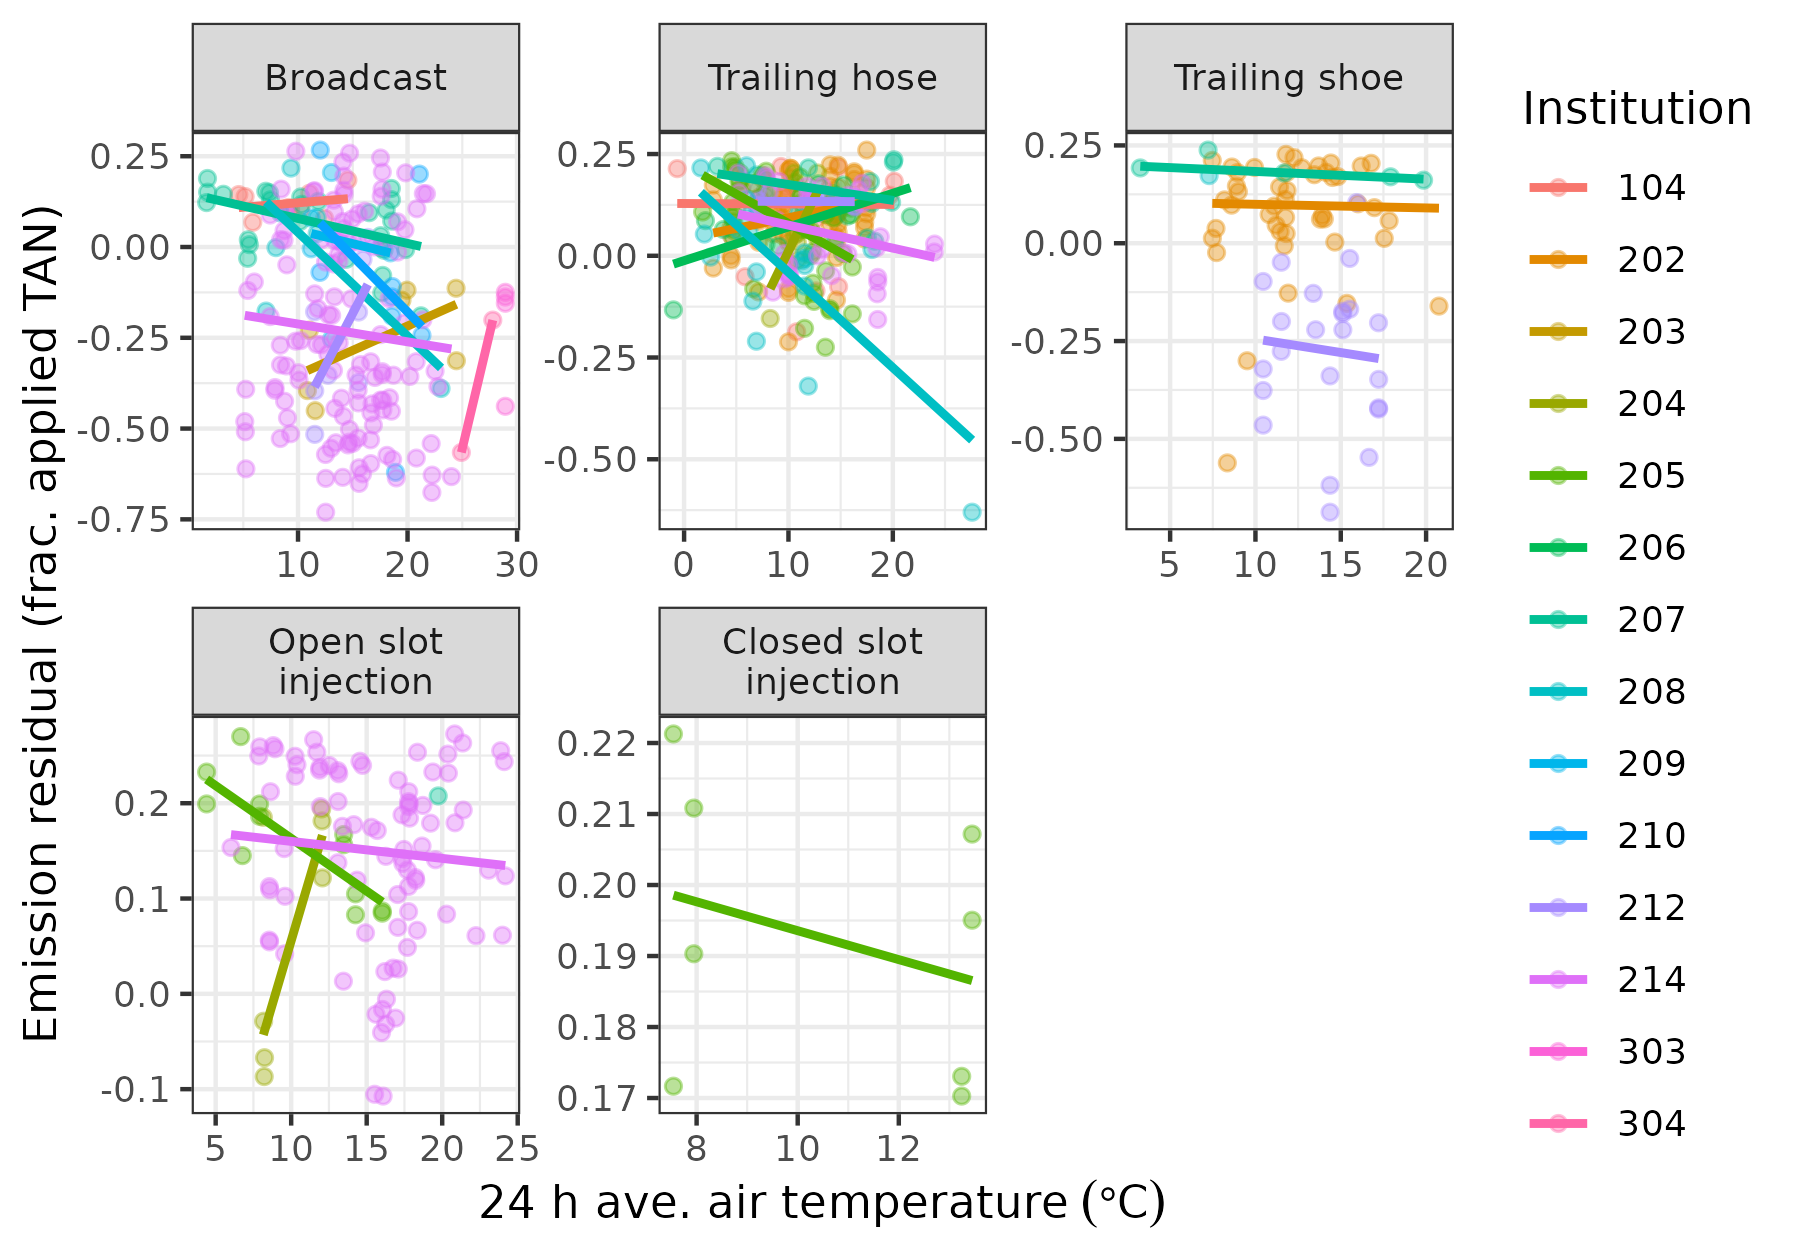 Broadcast
Trailing hose
Trailing shoe
Institution
0.25
0.00
-0.25
-0.50
-0.75
10 20 30
0.25
0.00
-0.25
-0.50
0 10 20
0.25
0.00
-0.25
-0.50
5 10 15 20
104
202
203
204
205
206
207
208
209
210
212
214
303
304
Emission residual (frac. applied TAN)
Open slot
injection
Closed slot
injection
0.2
0.1
0.0
-0.1
5 10 15 20 25
0.22
0.21
0.20
0.19
0.18
0.17
8 10 12
24 h ave. air temperature (°C)